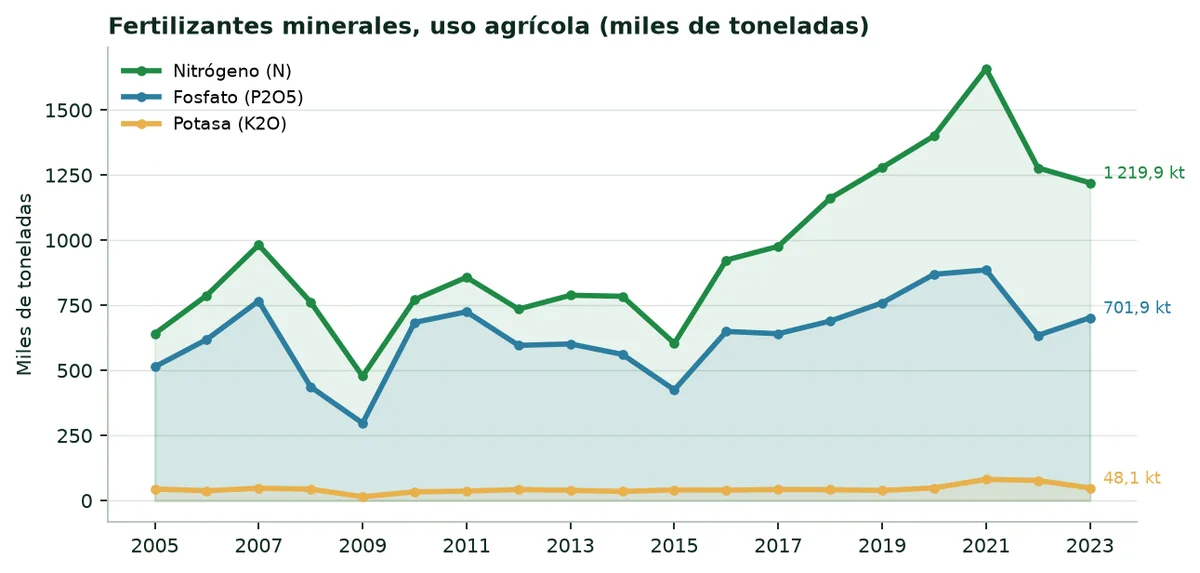 Fertilizantes minerales, uso agrícola (miles de toneladas)
Nitrógeno (N)
Fosfato (P2O5)
Potasa (K2O)
Miles de toneladas
1500
1250
1000
750
500
250
0
1 219,9 kt
701,9 kt
48,1 kt
2005 2007 2009 2011 2013 2015 2017 2019 2021 2023